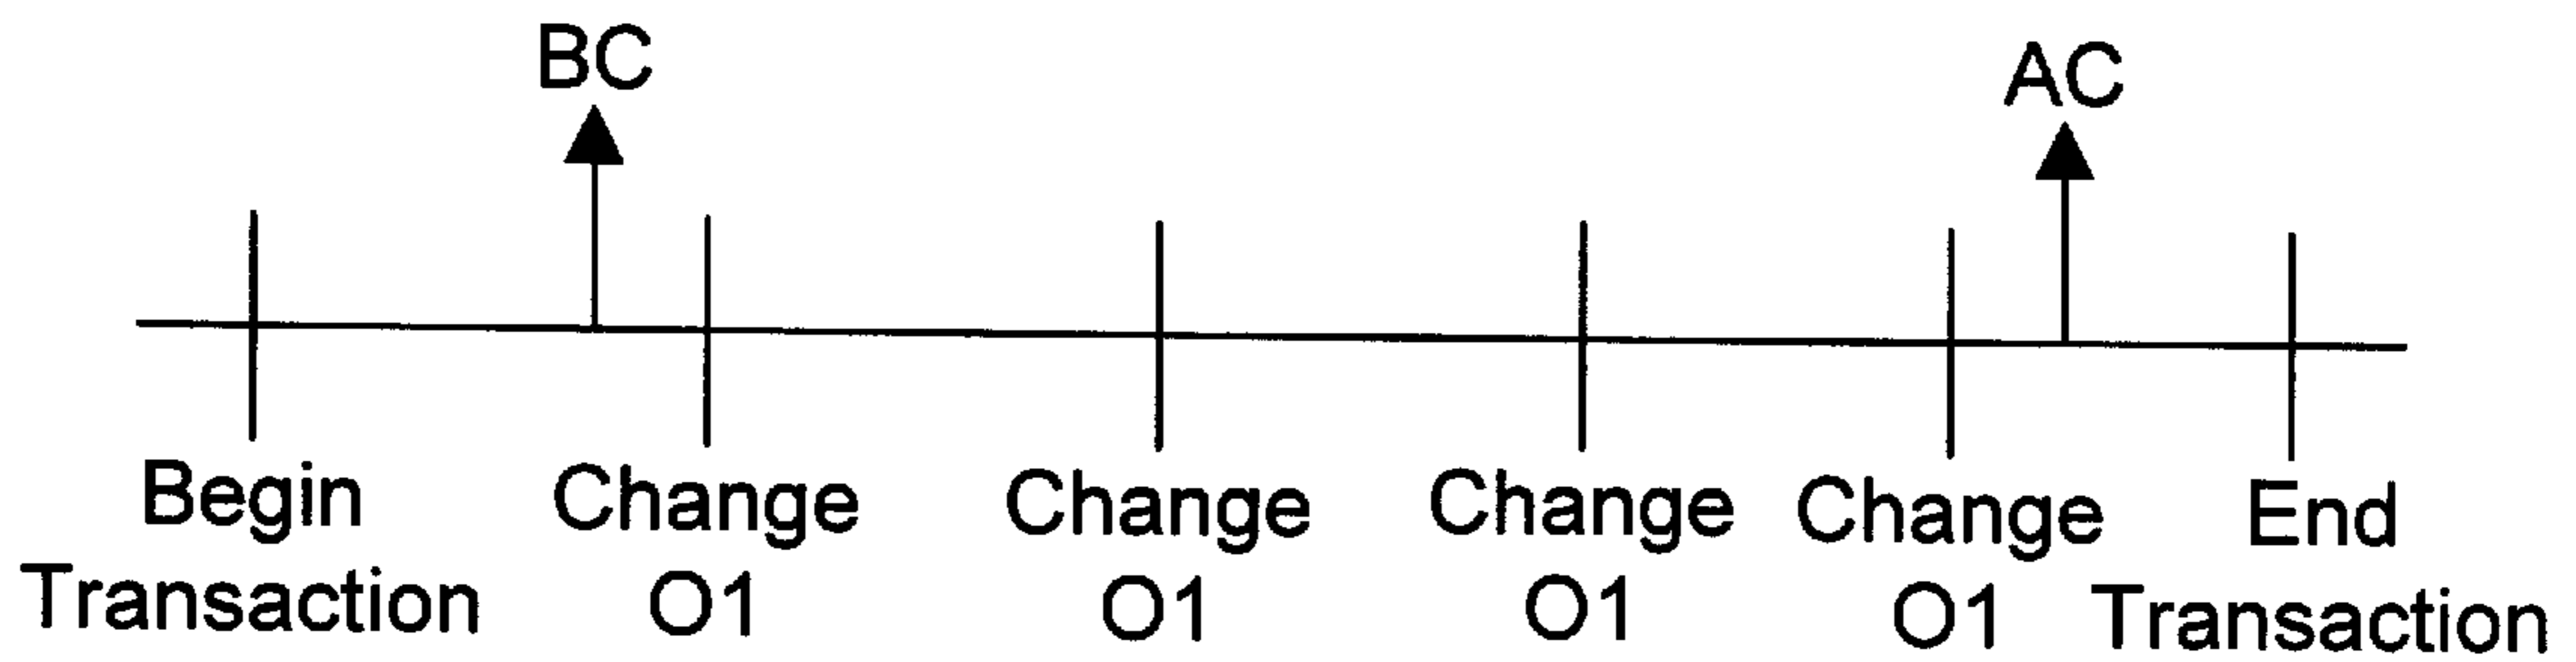 BC
AC
Begin
Transaction
Change
O1
Change
O1
Change
O1
Change
O1
End
Transaction